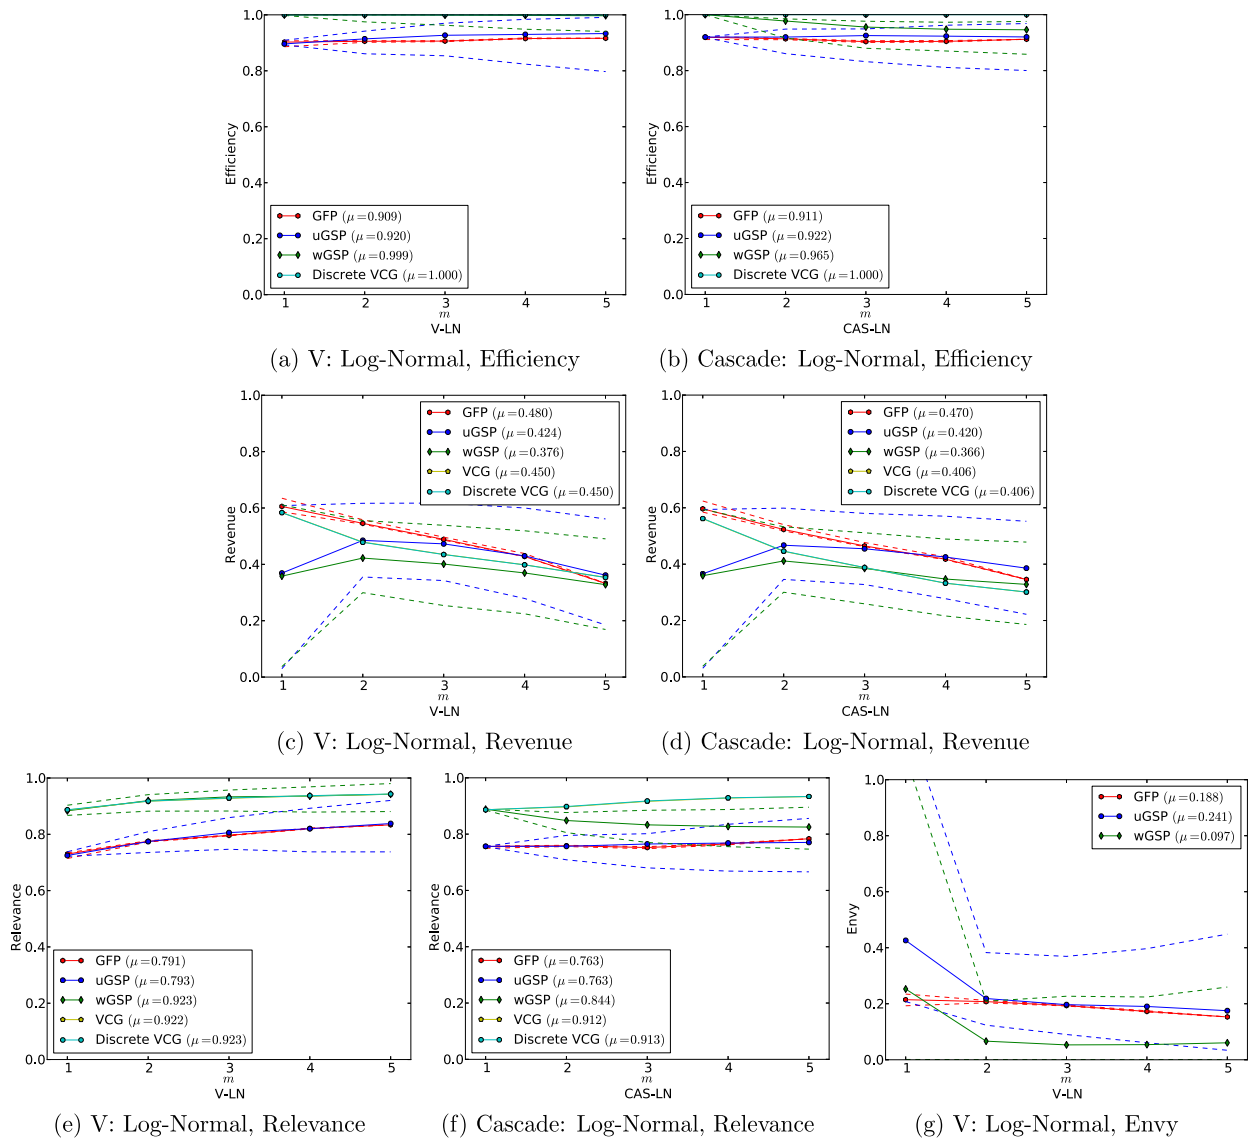 1.0
0.8
0.6
0.4
0.2
0.0
Efficiency
GFP (μ=0.909)
uGSP (μ=0.920)
wGSP (μ=0.999)
Discrete VCG (μ=1.000)
1 2 3 4 5
m
V-LN
(a) V: Log-Normal, Efficiency
1.0
0.8
0.6
0.4
0.2
0.0
Efficiency
GFP (μ=0.911)
uGSP (μ=0.922)
wGSP (μ=0.965)
Discrete VCG (μ=1.000)
1 2 3 4 5
m
CAS-LN
(b) Cascade: Log-Normal, Efficiency
1.0
0.8
0.6
0.4
0.2
0.0
Revenue
GFP (μ=0.480)
uGSP (μ=0.424)
wGSP (μ=0.376)
VCG (μ=0.450)
Discrete VCG (μ=0.450)
1 2 3 4 5
m
V-LN
(c) V: Log-Normal, Revenue
1.0
0.8
0.6
0.4
0.2
0.0
Revenue
GFP (μ=0.470)
uGSP (μ=0.420)
wGSP (μ=0.366)
VCG (μ=0.406)
Discrete VCG (μ=0.406)
1 2 3 4 5
m
CAS-LN
(d) Cascade: Log-Normal, Revenue
1.0
0.8
0.6
0.4
0.2
0.0
Relevance
GFP (μ=0.791)
uGSP (μ=0.793)
wGSP (μ=0.923)
VCG (μ=0.922)
Discrete VCG (μ=0.923)
1 2 3 4 5
m
V-LN
(e) V: Log-Normal, Relevance
1.0
0.8
0.6
0.4
0.2
0.0
Relevance
GFP (μ=0.763)
uGSP (μ=0.763)
wGSP (μ=0.844)
VCG (μ=0.912)
Discrete VCG (μ=0.913)
1 2 3 4 5
m
CAS-LN
(f) Cascade: Log-Normal, Relevance
1.0
0.8
0.6
0.4
0.2
0.0
Envy
GFP (μ=0.188)
uGSP (μ=0.241)
wGSP (μ=0.097)
1 2 3 4 5
m
V-LN
(g) V: Log-Normal, Envy